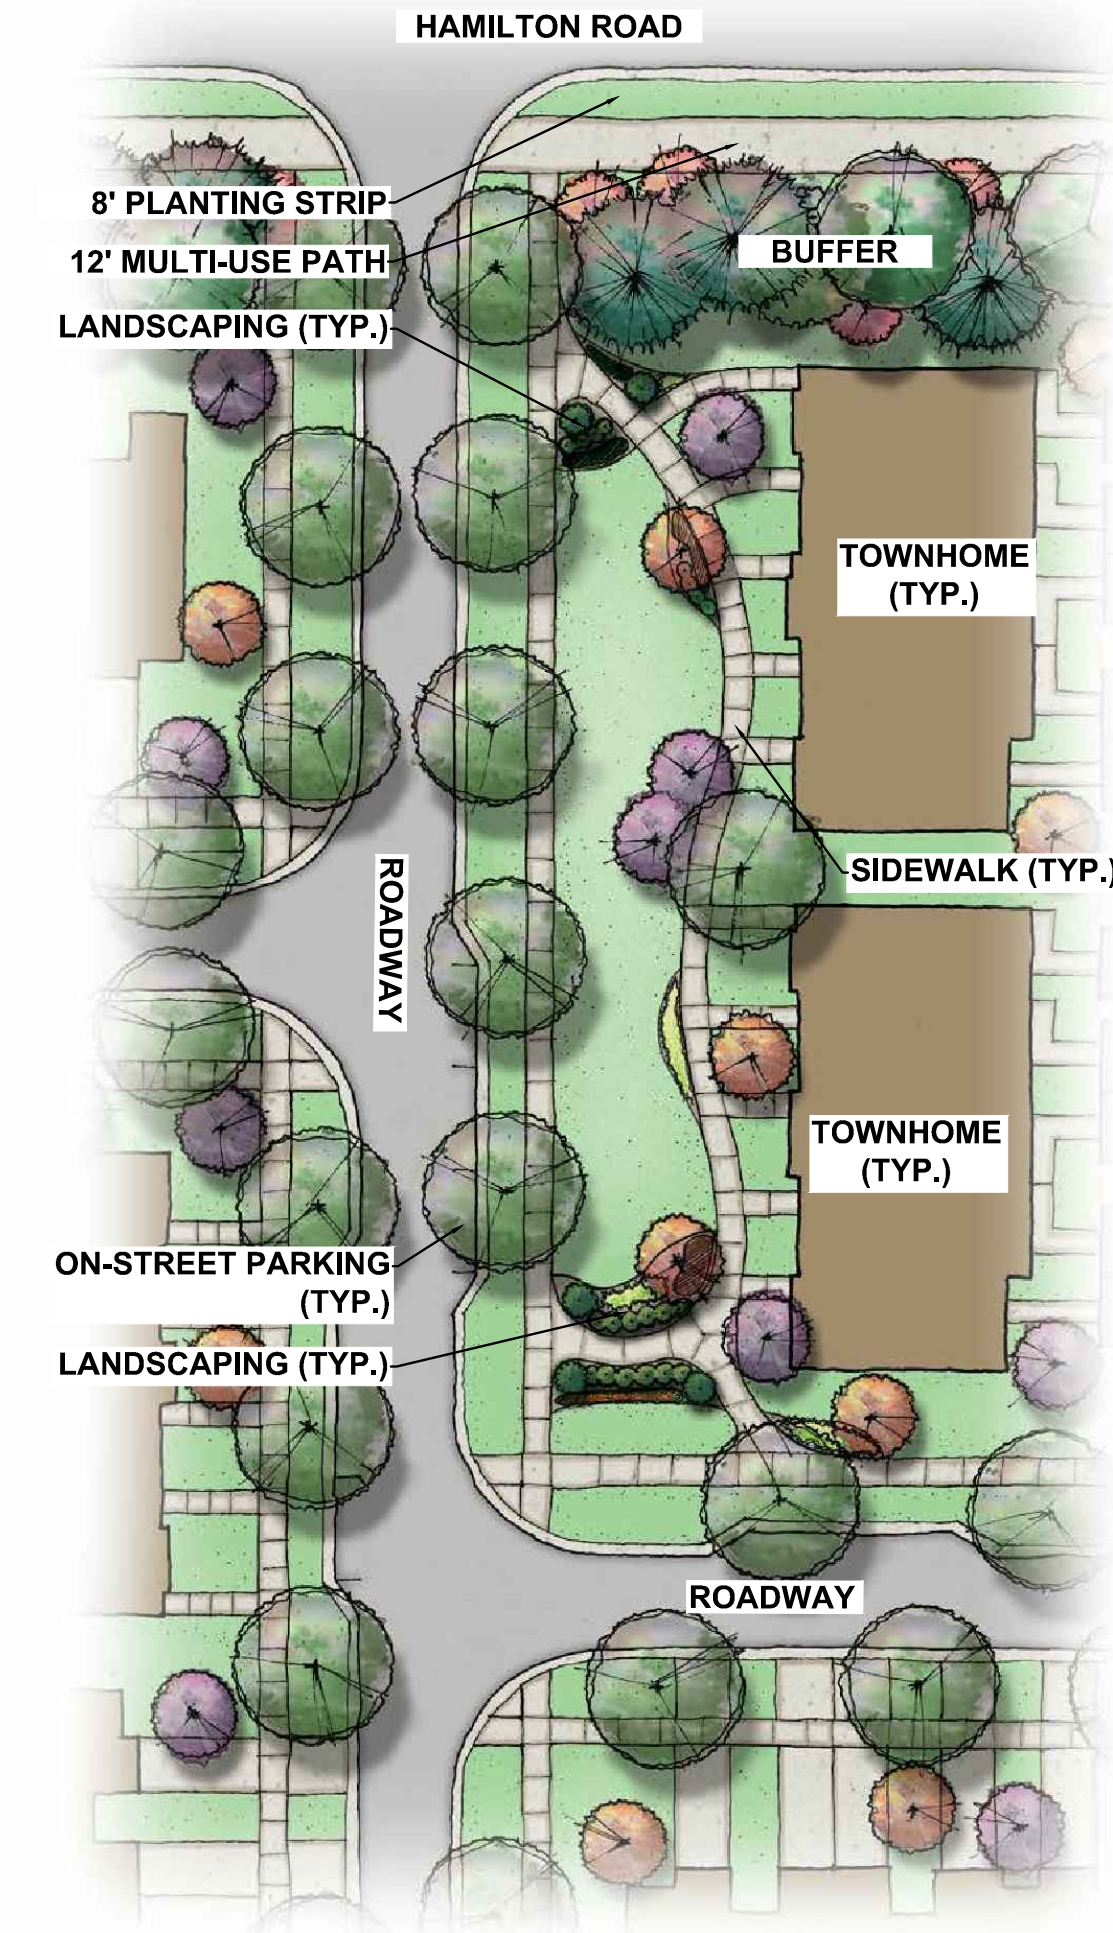 HAMILTON ROAD
8' PLANTING STRIP
12' MULTI-USE PATH
BUFFER
LANDSCAPING (TYP.)
TOWNHOME
(TYP.)
ROADWAY
SIDEWALK (TYP.)
TOWNHOME
(TYP.)
ON-STREET PARKING
(TYP.)
LANDSCAPING (TYP.)
ROADWAY